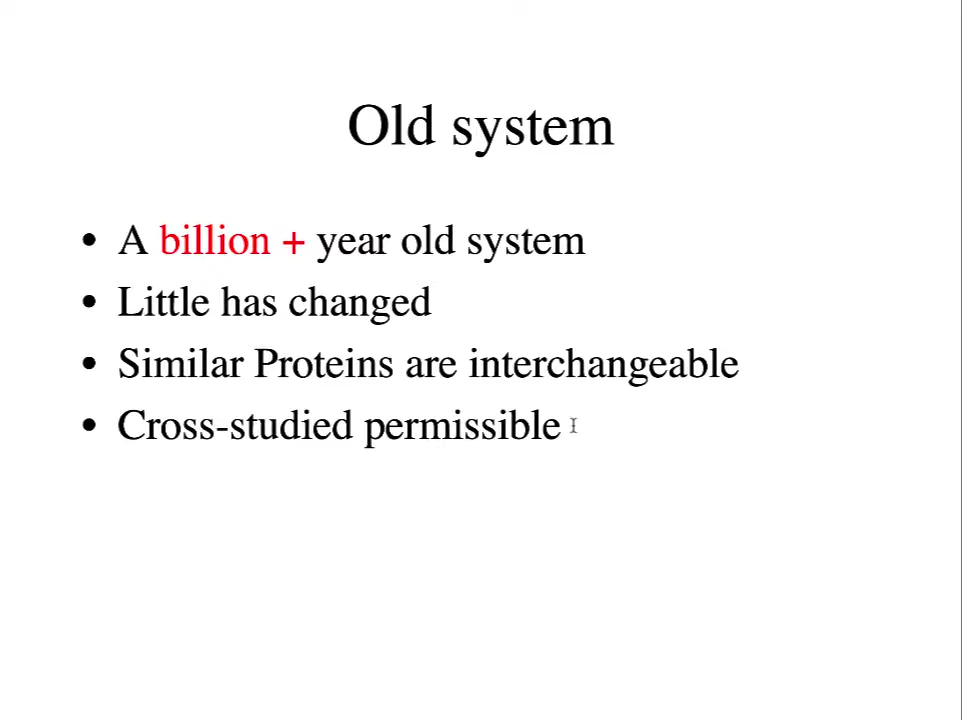 Old system
• A billion + year old system
• Little has changed
• Similar Proteins are interchangeable
• Cross-studied permissible